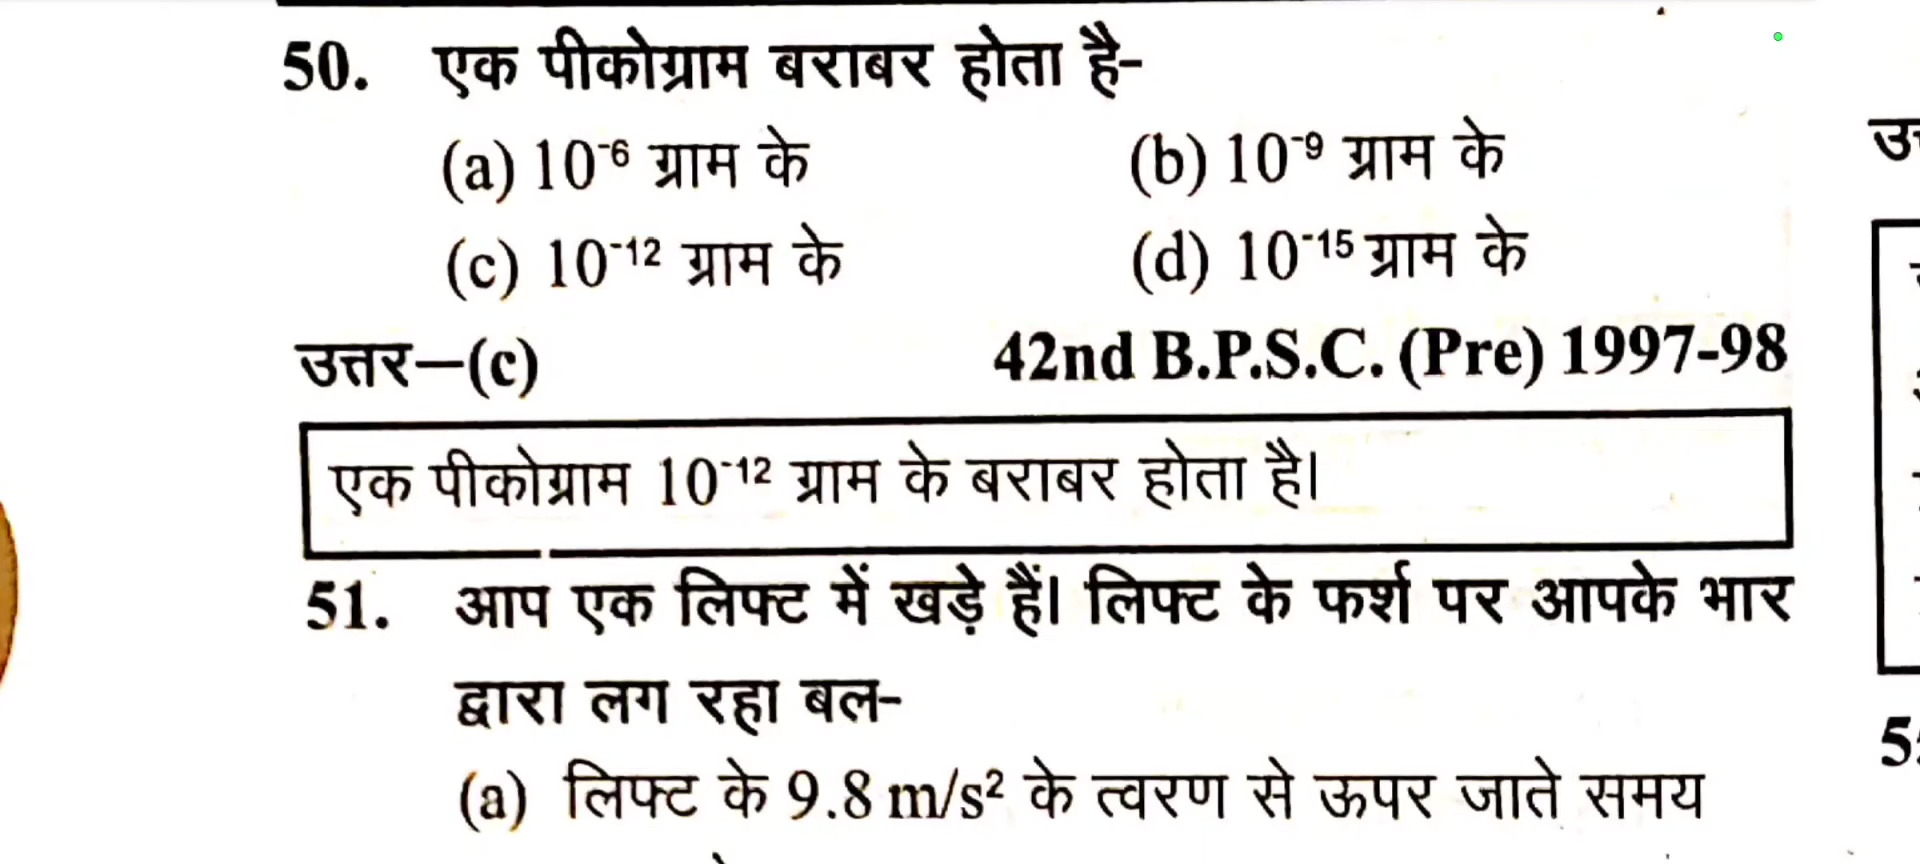 50. एक पीकोग्राम बराबर होता है-
(a) 10⁻⁶ ग्राम के (b) 10⁻⁹ ग्राम के
(c) 10⁻¹² ग्राम के (d) 10⁻¹⁵ ग्राम के
उत्तर—(c) 42nd B.P.S.C. (Pre) 1997-98
एक पीकोग्राम 10⁻¹² ग्राम के बराबर होता है।
51. आप एक लिफ्ट में खड़े हैं। लिफ्ट के फर्श पर आपके भार
द्वारा लग रहा बल-
(a) लिफ्ट के 9.8 m/s² के त्वरण से ऊपर जाते समय